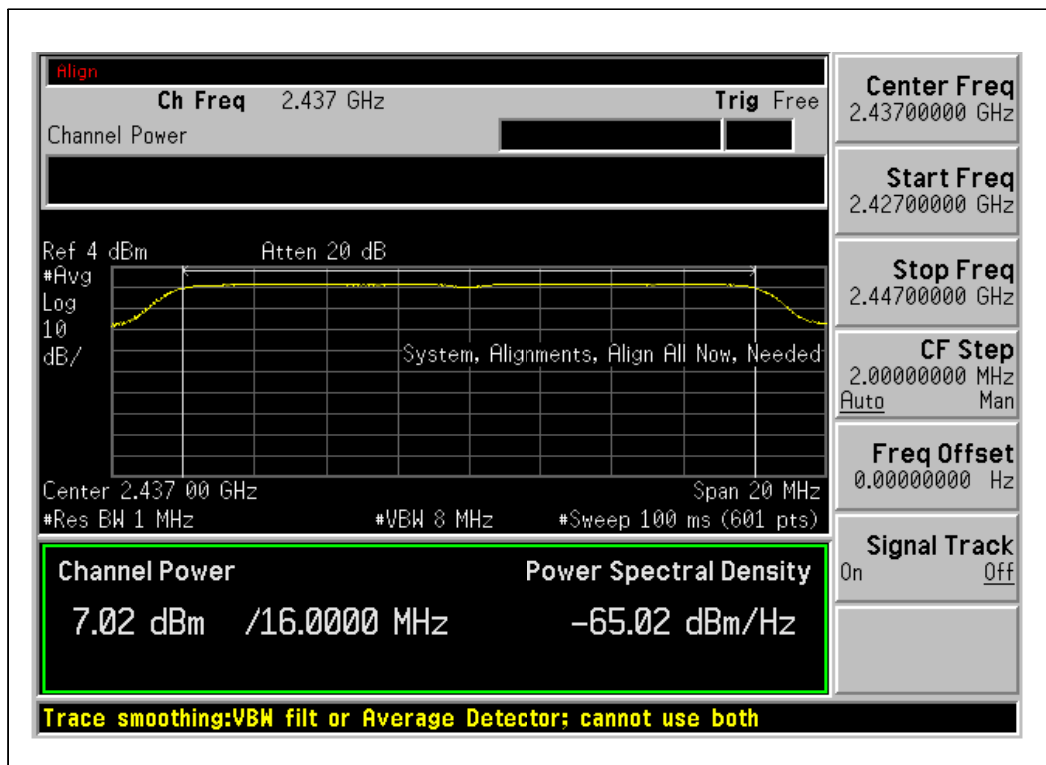 Align
Ch Freq 2.437 GHz Trig Free
Channel Power
Ref 4 dBm Atten 20 dB
#Avg
Log
10
dB/
System, Alignments, Align All Now, Needed
Center 2.437 00 GHz Span 20 MHz
#Res BW 1 MHz #VBW 8 MHz #Sweep 100 ms (601 pts)
Channel Power Power Spectral Density
7.02 dBm /16.0000 MHz -65.02 dBm/Hz
Trace smoothing:VBW filt or Average Detector; cannot use both
Center Freq
2.43700000 GHz
Start Freq
2.42700000 GHz
Stop Freq
2.44700000 GHz
CF Step
2.00000000 MHz
Auto Man
Freq Offset
0.00000000 Hz
Signal Track
On Off